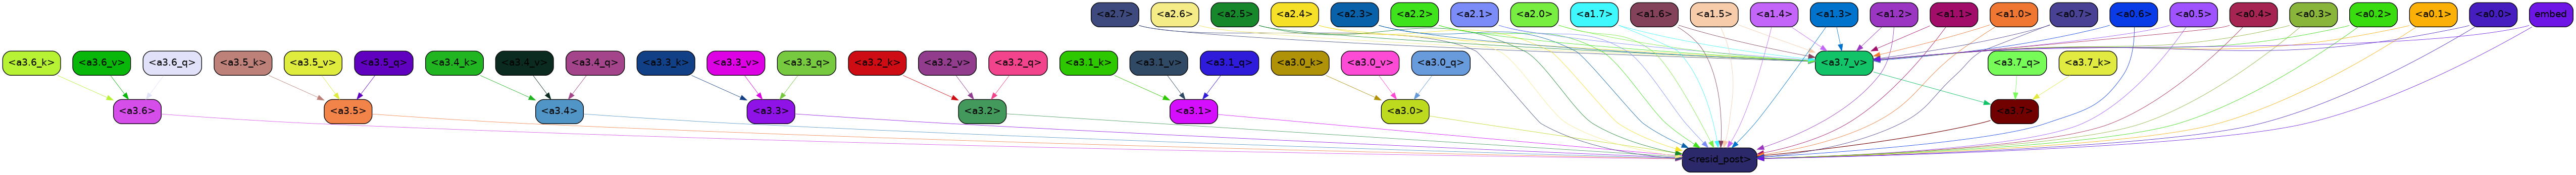 <a2.7> <a2.6> <a2.5> <a2.4> <a2.3> <a2.2> <a2.1> <a2.0> <a1.7> <a1.6> <a1.5> <a1.4> <a1.3> <a1.2> <a1.1> <a1.0> <a0.7> <a0.6> <a0.5> <a0.4> <a0.3> <a0.2> <a0.1> <a0.0> embed
<a3.6_k> <a3.6_v> <a3.6_q> <a3.5_k> <a3.5_v> <a3.5_q> <a3.4_k> <a3.4_v> <a3.4_q> <a3.3_k> <a3.3_v> <a3.3_q> <a3.2_k> <a3.2_v> <a3.2_q> <a3.1_k> <a3.1_v> <a3.1_q> <a3.0_k> <a3.0_v> <a3.0_q> <a3.7_v> <a3.7_q> <a3.7_k>
<a3.6> <a3.5> <a3.4> <a3.3> <a3.2> <a3.1> <a3.0> <a3.7>
<resid_post>